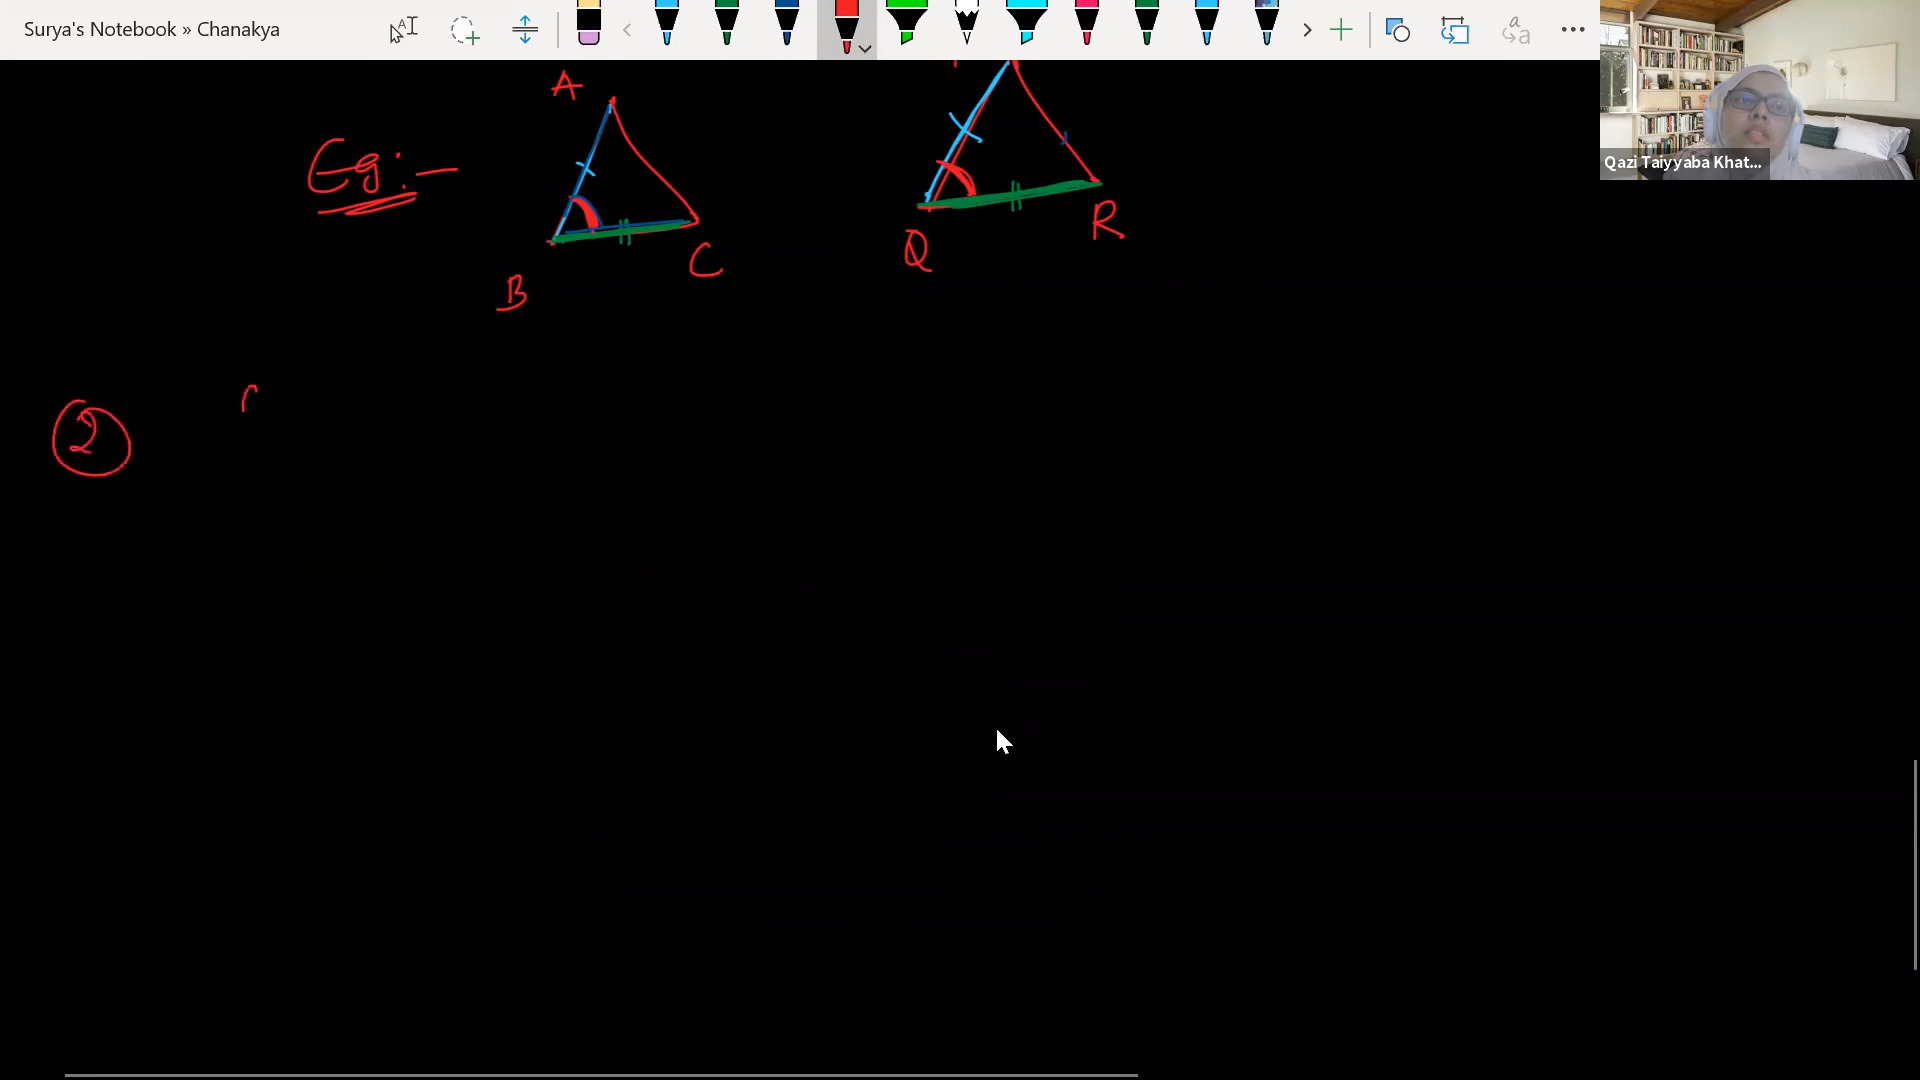 Surya's Notebook » Chanakya
Qazi Taiyyaba Khat...
A
Eg:-
B
C
Q
R
2